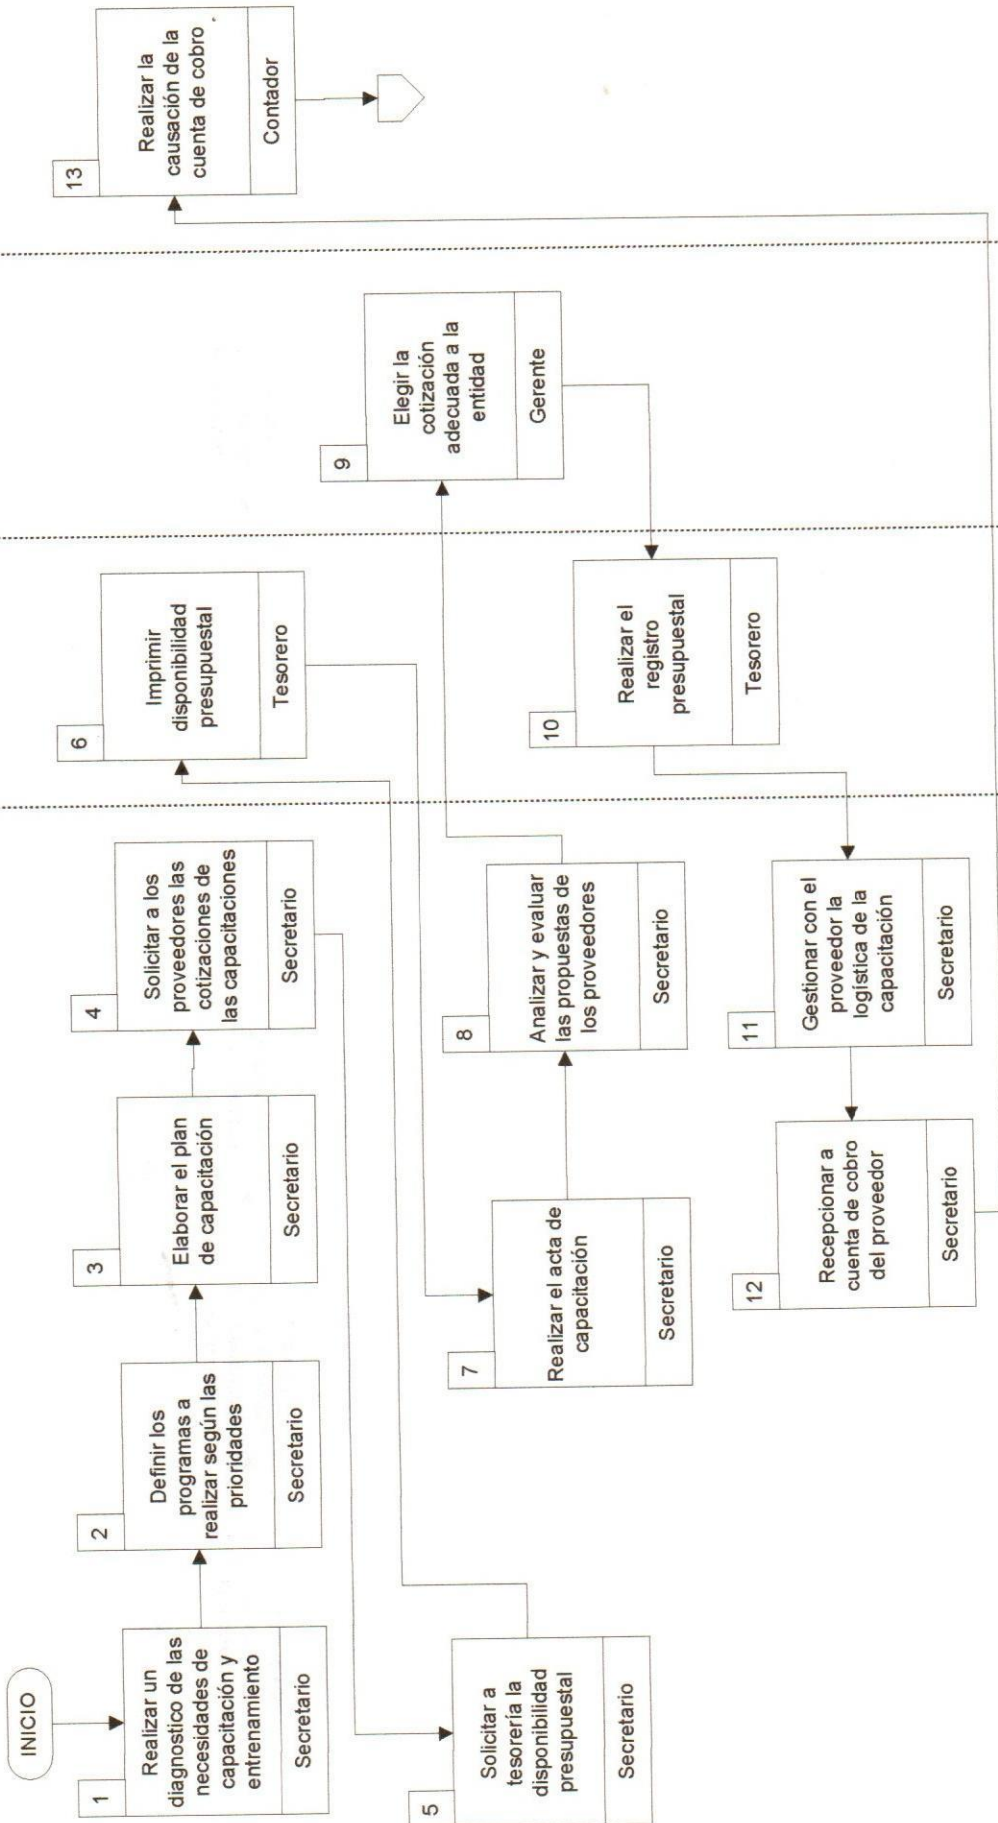 INICIO
1
Realizar un
diagnostico de las
necesidades de
capacitación y
entrenamiento
Secretario
2
Definir los
programas a
realizar según las
prioridades
Secretario
3
Elaborar el plan
de capacitación
Secretario
4
Solicitar a los
proveedores las
cotizaciones de
las capacitaciones
Secretario
5
Solicitar a
tesorería la
disponibilidad
presupuestal
Secretario
6
Imprimir
disponibilidad
presupuestal
Tesorero
7
Realizar el acta de
capacitación
Secretario
8
Analizar y evaluar
las propuestas de
los proveedores
Secretario
9
Elegir la
cotización
adecuada a la
entidad
Gerente
10
Realizar el
registro
presupuestal
Tesorero
11
Gestionar con el
proveedor la
logística de la
capacitación
Secretario
12
Recepcionar a
cuenta de cobro
del proveedor
Secretario
13
Realizar la
causación de la
cuenta de cobro
Contador